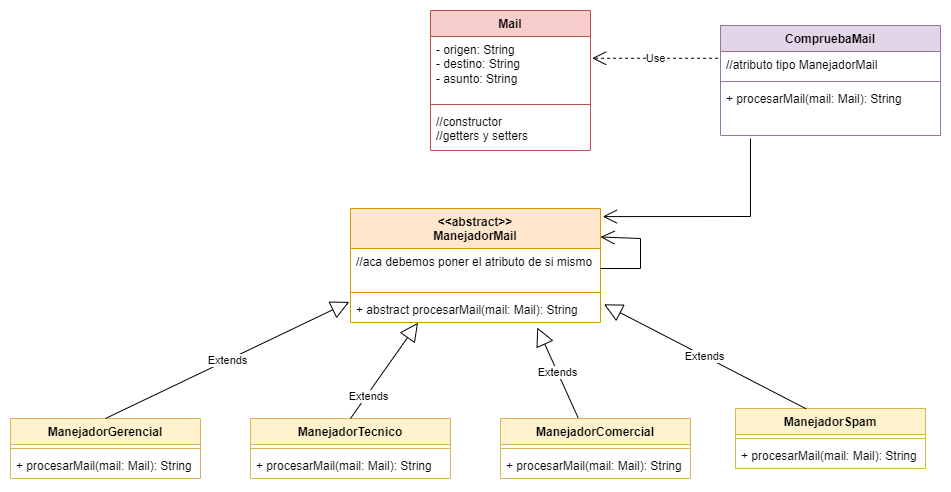 Mail
- origen: String
- destino: String
- asunto: String
//constructor
//getters y setters
Use
CompruebaMail
//atributo tipo ManejadorMail
+ procesarMail(mail: Mail): String
<<abstract>>
ManejadorMail
//aca debemos poner el atributo de si mismo
+ abstract procesarMail(mail: Mail): String
Extends
Extends
Extends
Extends
ManejadorGerencial
+ procesarMail(mail: Mail): String
ManejadorTecnico
+ procesarMail(mail: Mail): String
ManejadorComercial
+ procesarMail(mail: Mail): String
ManejadorSpam
+ procesarMail(mail: Mail): String